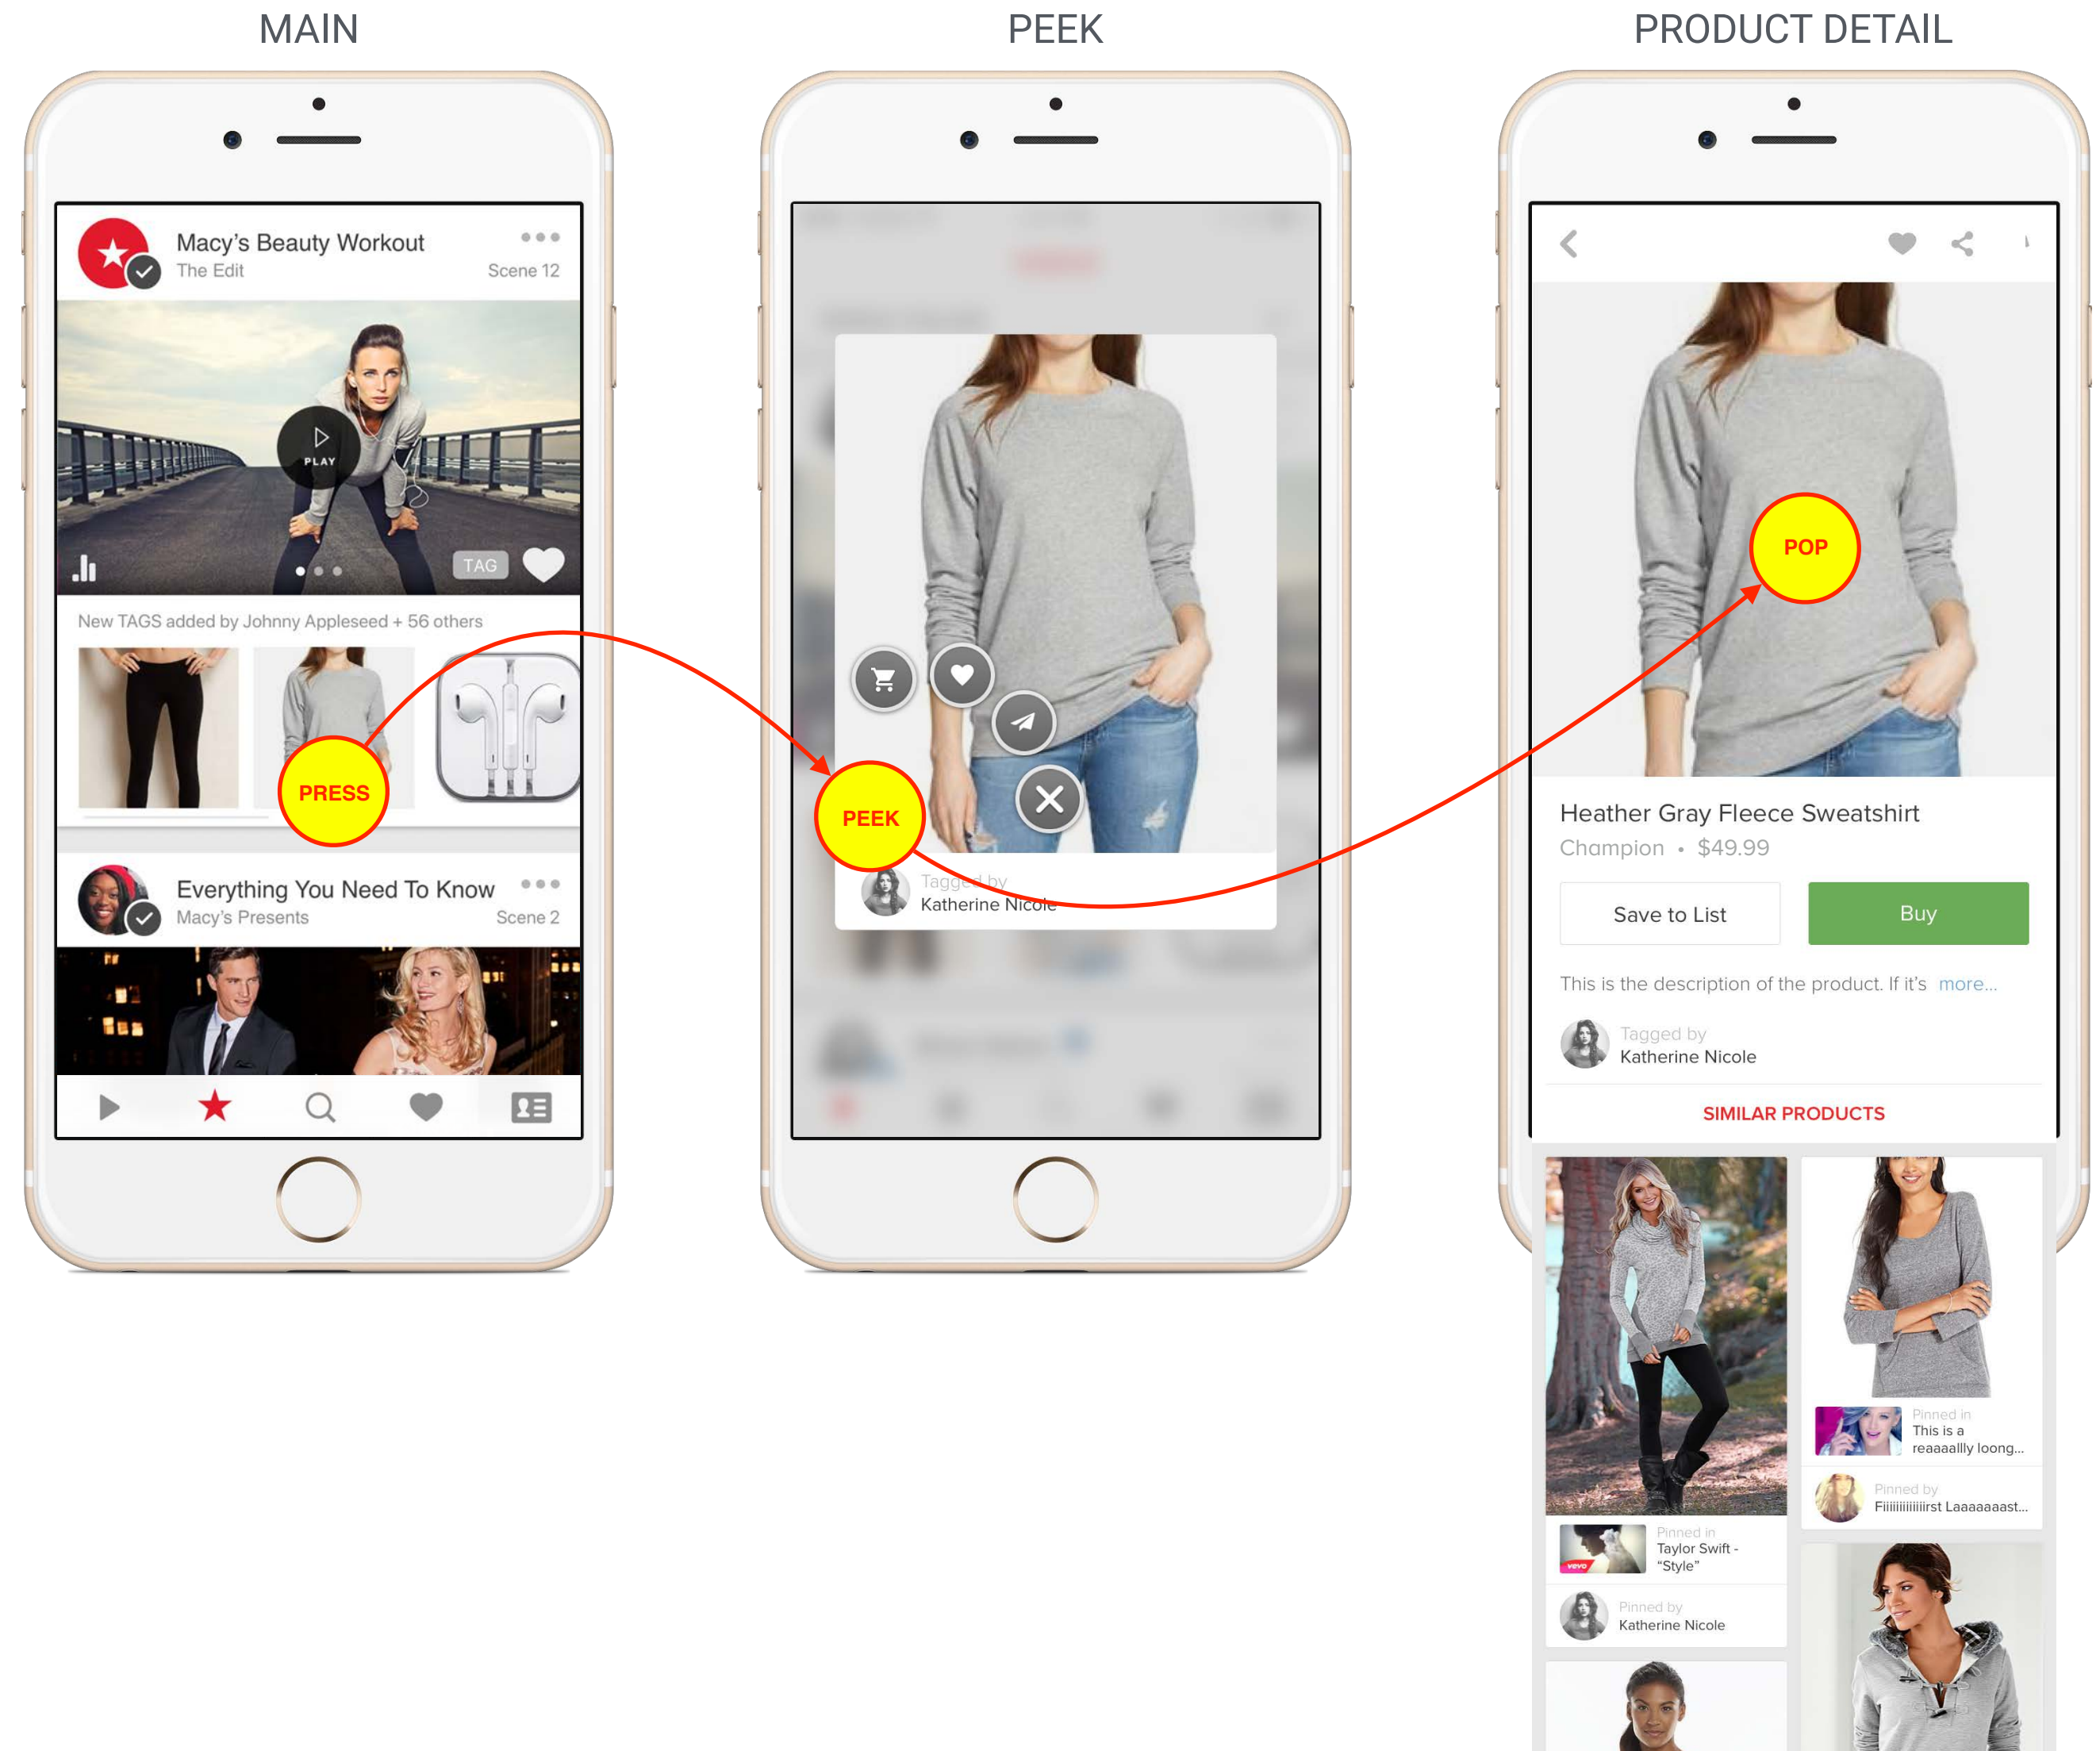 MAIN
PEEK
PRODUCT DETAIL
Macy's Beauty Workout
The Edit
Scene 12
PLAY
TAG
New TAGS added by Johnny Appleseed + 56 others
PRESS
Everything You Need To Know
Macy's Presents
Scene 2
PEEK
Tagged by
Katherine Nicole
POP
Heather Gray Fleece Sweatshirt
Champion • $49.99
Save to List
Buy
This is the description of the product. If it's more...
Tagged by
Katherine Nicole
SIMILAR PRODUCTS
Pinned in
This is a
reaaaallly loong...
Pinned by
Fiiiiiiiiiiiiirst Laaaaaaast...
vevo
Pinned in
Taylor Swift -
“Style”
Pinned by
Katherine Nicole